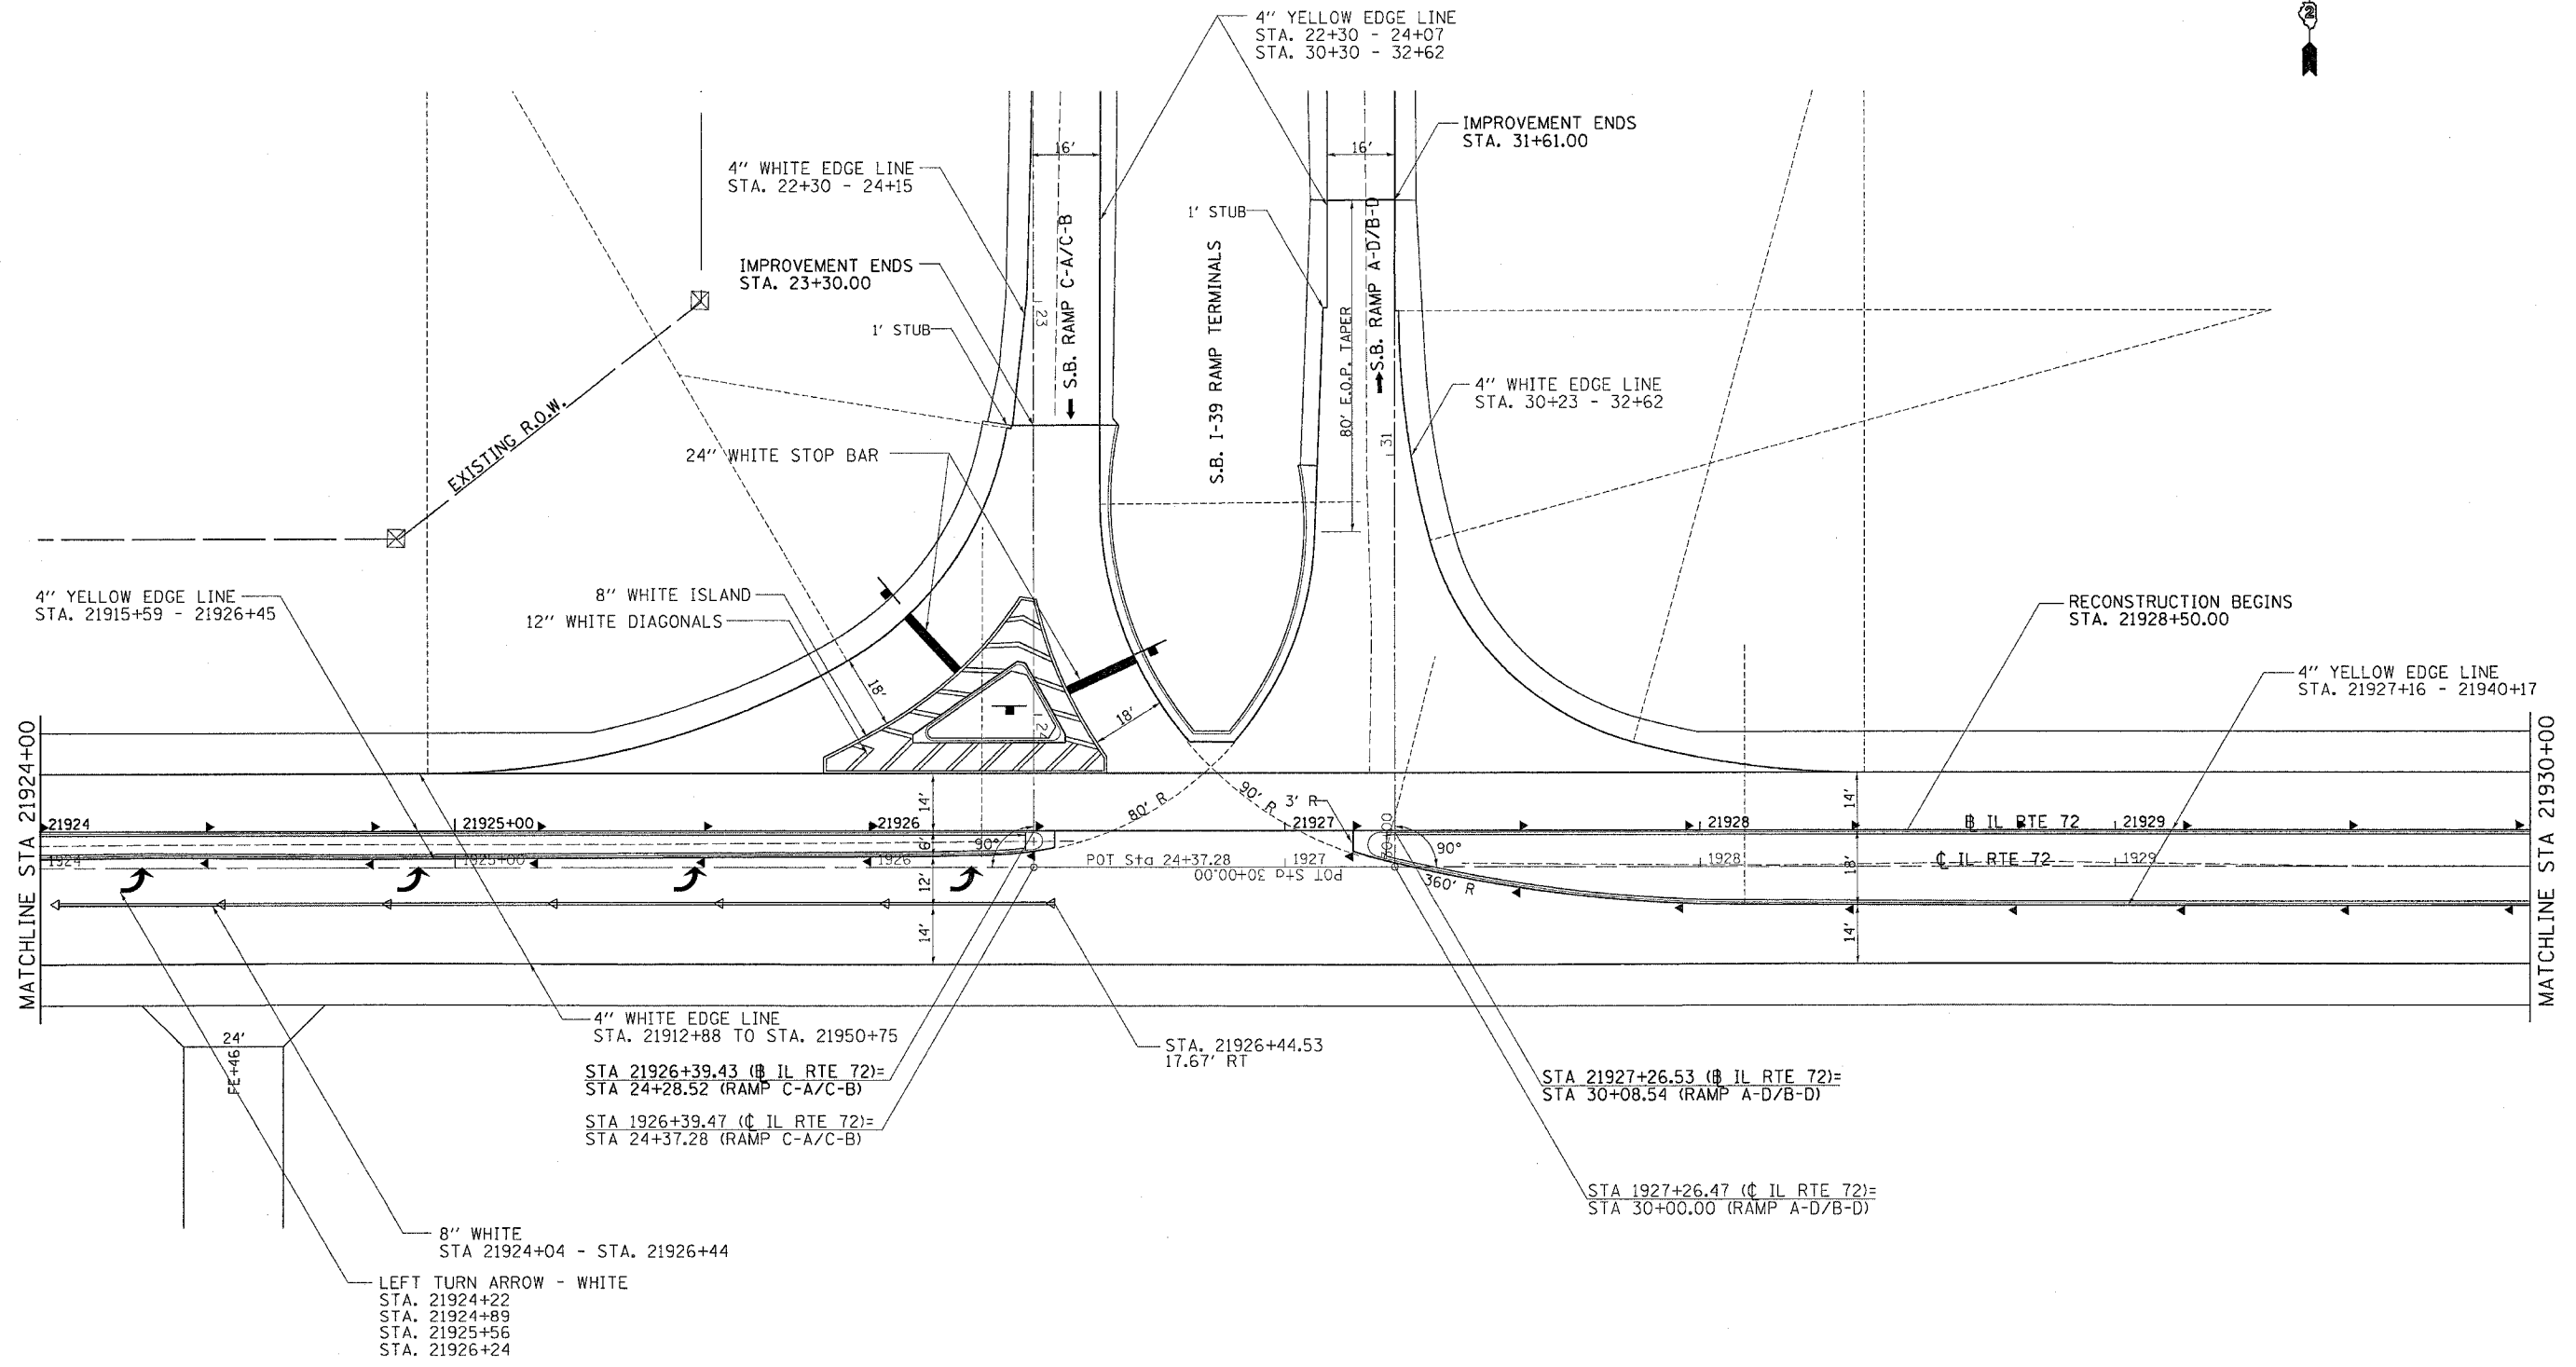 2
4" YELLOW EDGE LINE
STA. 22+30 - 24+07
STA. 30+30 - 32+62
IMPROVEMENT ENDS
STA. 31+61.00
16'
16'
4" WHITE EDGE LINE
STA. 22+30 - 24+15
1' STUB
S.B. RAMP C-A/C-B
S.B. I-39 RAMP TERMINALS
S.B. RAMP A-D/B-D
IMPROVEMENT ENDS
STA. 23+30.00
23
1' STUB
80' E.O.P. TAPER
31
4" WHITE EDGE LINE
STA. 30+23 - 32+62
EXISTING R.O.W.
24" WHITE STOP BAR
4" YELLOW EDGE LINE
STA. 21915+59 - 21926+45
8" WHITE ISLAND
12" WHITE DIAGONALS
RECONSTRUCTION BEGINS
STA. 21928+50.00
4" YELLOW EDGE LINE
STA. 21927+16 - 21940+17
18'
18'
MATCHLINE STA 21924+00
MATCHLINE STA 21930+00
14'
80' R
90' R
3' R
14'
21924
21925+00
21926
21927
21928
℄ IL RTE 72
21929
1924
1925+00
1926
6'
90°
POT Sta 24+37.28
1927
90°
1928
℄ IL RTE 72
1929
POT Sta 30+00.00
360' R
12'
18'
14'
14'
24'
FE+46
4" WHITE EDGE LINE
STA. 21912+88 TO STA. 21950+75
STA. 21926+44.53
17.67' RT
STA 21926+39.43 (B IL RTE 72)=
STA 24+28.52 (RAMP C-A/C-B)
STA 21927+26.53 (B IL RTE 72)=
STA 30+08.54 (RAMP A-D/B-D)
STA 1926+39.47 (℄ IL RTE 72)=
STA 24+37.28 (RAMP C-A/C-B)
STA 1927+26.47 (℄ IL RTE 72)=
STA 30+00.00 (RAMP A-D/B-D)
8" WHITE
STA 21924+04 - STA. 21926+44
LEFT TURN ARROW - WHITE
STA. 21924+22
STA. 21924+89
STA. 21925+56
STA. 21926+24